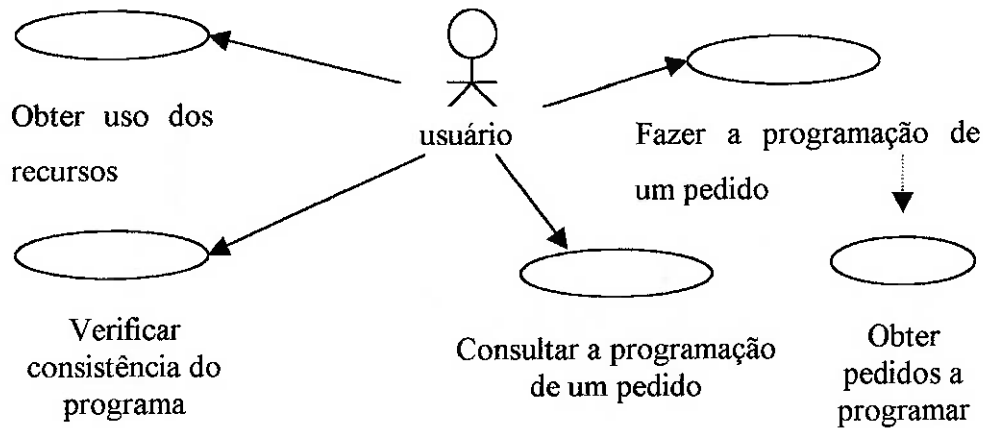 Obter uso dos
recursos
usuário
Fazer a programação de
um pedido
Verificar
consistência do
programa
Consultar a programação
de um pedido
Obter
pedidos a
programar